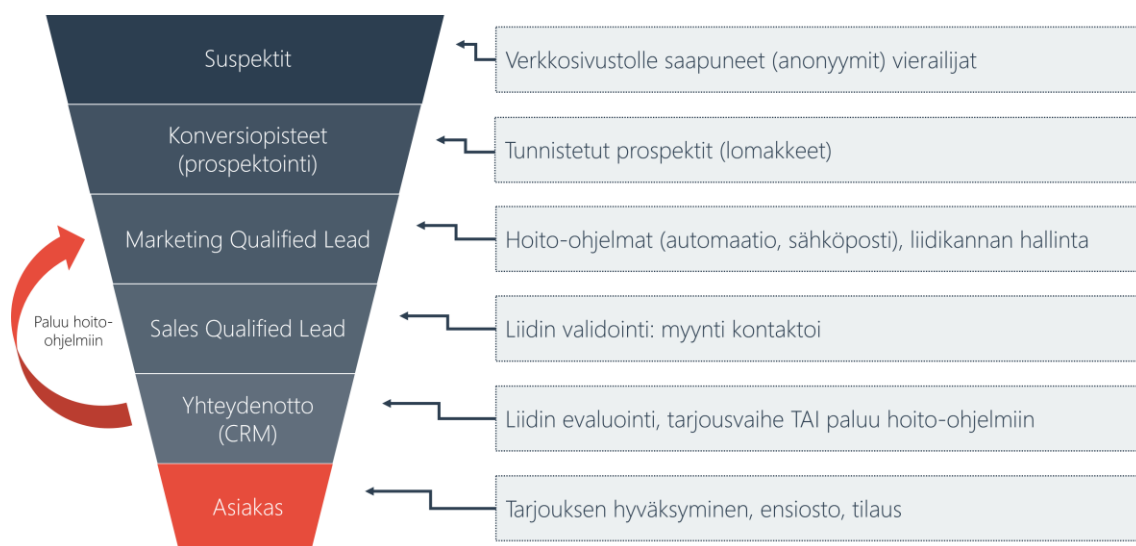 Suspektit
Verkkosivustolle saapuneet (anonyymit) vierailijat
Konversiopisteet
(prospektointi)
Tunnistetut prospektit (lomakkeet)
Marketing Qualified Lead
Hoito-ohjelmat (automaatio, sähköposti), liidikannan hallinta
Paluu hoito-
ohjelmiin
Sales Qualified Lead
Liidin validointi: myynti kontaktoi
Yhteydenotto
(CRM)
Liidin evaluointi, tarjousvaihe TAI paluu hoito-ohjelmiin
Asiakas
Tarjouksen hyväksyminen, ensiosto, tilaus